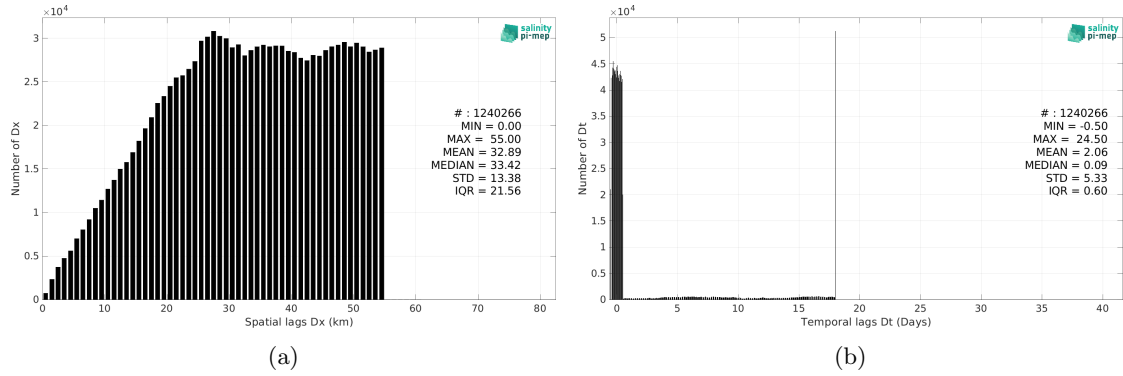 ×10⁴
3
2.5
2
1.5
1
0.5
0
Number of Dx
0 10 20 30 40 50 60 70 80
Spatial lags Dx (km)
salinity
pi-mep
# : 1240266
MIN = 0.00
MAX = 55.00
MEAN = 32.89
MEDIAN = 33.42
STD = 13.38
IQR = 21.56
(a)
×10⁴
5
4.5
4
3.5
3
2.5
2
1.5
1
0.5
0
Number of Dt
0 5 10 15 20 25 30 35 40
Temporal lags Dt (Days)
salinity
pi-mep
# : 1240266
MIN = -0.50
MAX = 24.50
MEAN = 2.06
MEDIAN = 0.09
STD = 5.33
IQR = 0.60
(b)